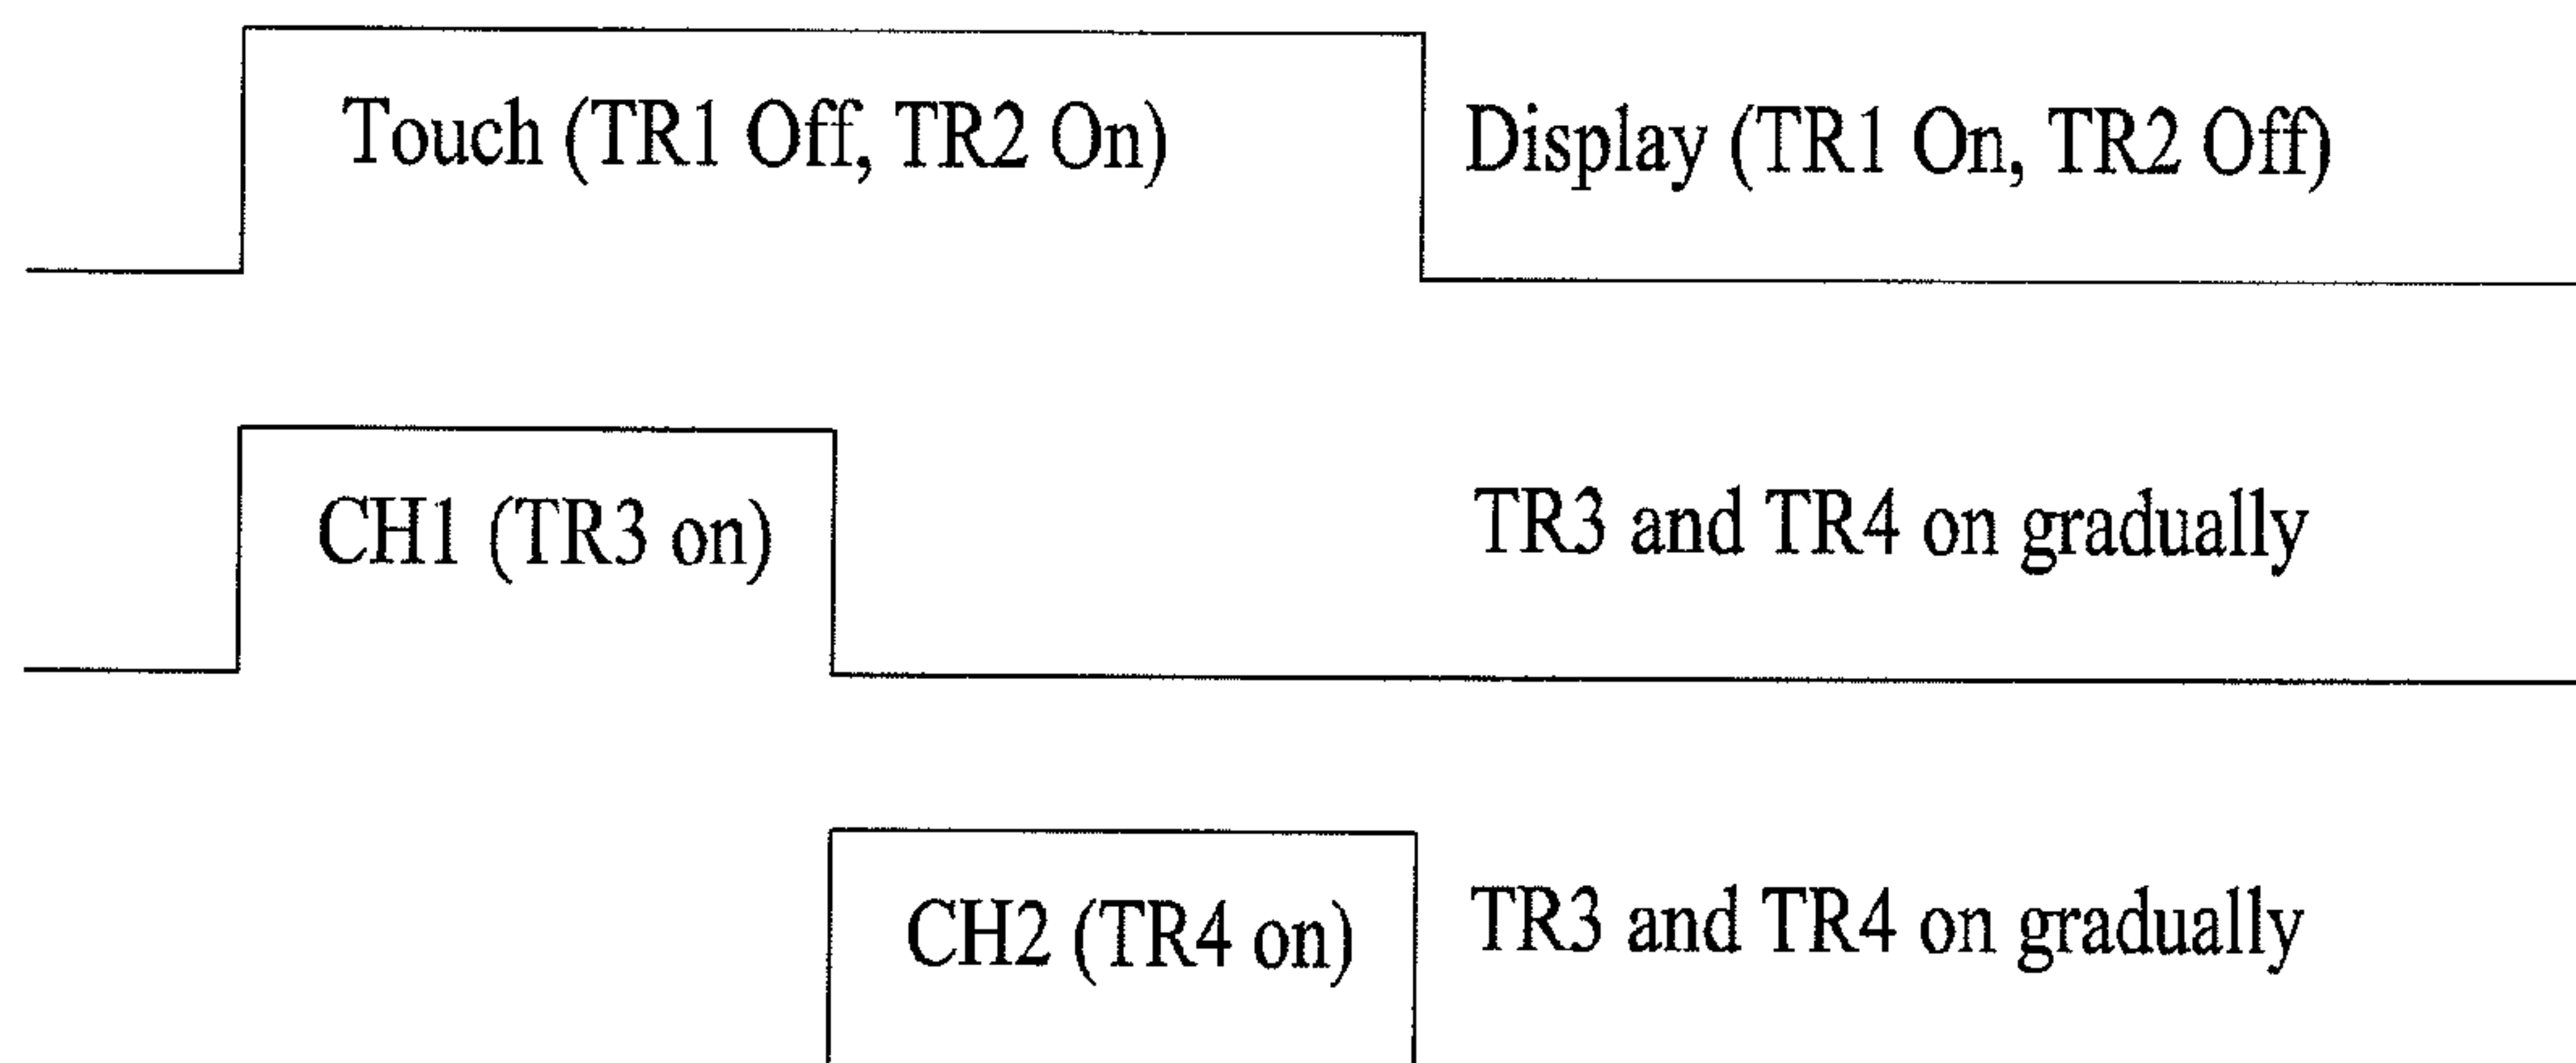 Touch (TR1 Off, TR2 On)
Display (TR1 On, TR2 Off)
CH1 (TR3 on)
TR3 and TR4 on gradually
CH2 (TR4 on)
TR3 and TR4 on gradually